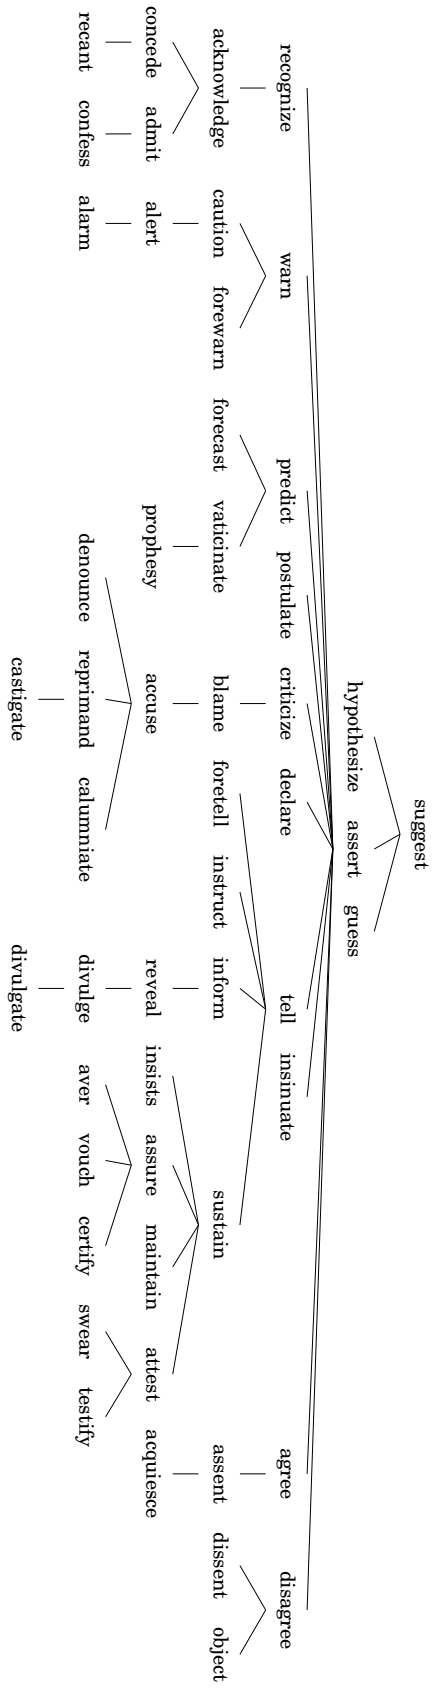 suggest
hypothesize assert guess
recognize warn predict postulate criticize declare tell insinuate agree disagree
acknowledge caution forewarn forecast vaticinate blame foretell instruct inform sustain assent dissent object
concede admit alert prophesy accuse reveal insists assure maintain attest acquiesce
recant confess alarm denounce reprimand calumniate divulge aver vouch certify swear testify
castigate divulgate